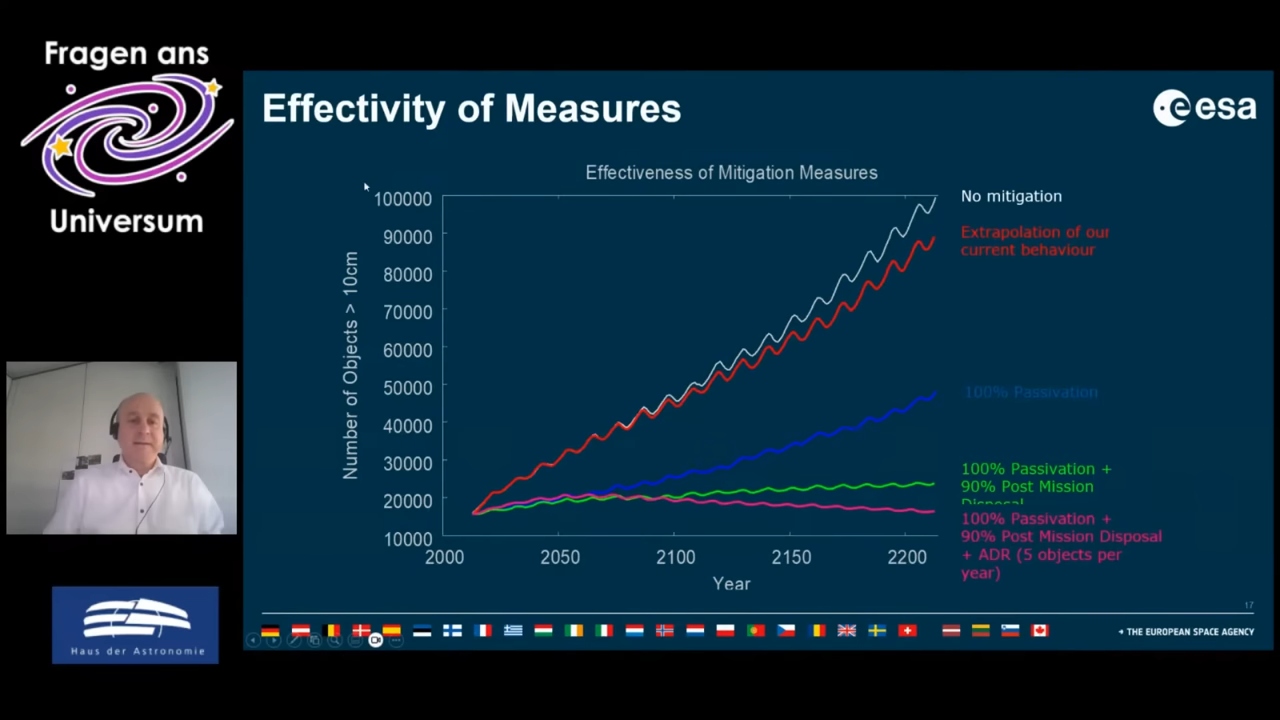 Fragen ans
Universum
Effectivity of Measures
esa
Effectiveness of Mitigation Measures
Number of Objects > 10cm
100000
90000
80000
70000
60000
50000
40000
30000
20000
10000
2000
2050
2100
2150
2200
Year
No mitigation
Extrapolation of our
current behaviour
100% Passivation
100% Passivation +
90% Post Mission
Disposal
100% Passivation +
90% Post Mission Disposal
+ ADR (5 objects per
year)
17
→ THE EUROPEAN SPACE AGENCY
Haus der Astronomie